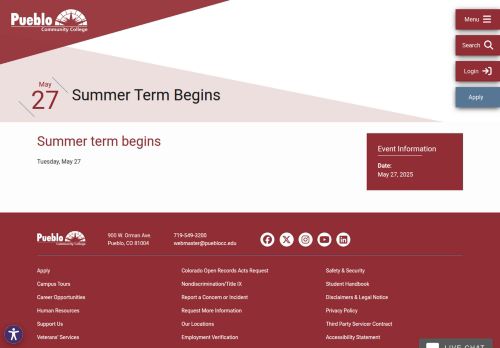 Pueblo
Community College
Menu
Search
Login
Apply
May
27
Summer Term Begins
Summer term begins
Tuesday, May 27
Event Information
Date:
May 27, 2025
Pueblo
Community College
900 W. Orman Ave.
Pueblo, CO 81004
719-549-3200
webmaster@pueblocc.edu
Apply
Campus Tours
Career Opportunities
Human Resources
Support Us
Veterans' Services
Colorado Open Records Acts Request
Nondiscrimination/Title IX
Report a Concern or Incident
Request More Information
Our Locations
Employment Verification
Safety & Security
Student Handbook
Disclaimers & Legal Notice
Privacy Policy
Third Party Servicer Contract
Accessibility Statement
LIVE CHAT